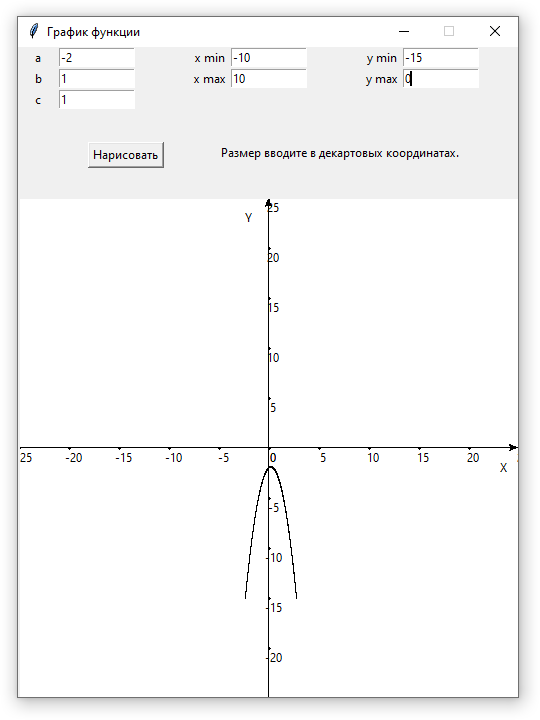 График функции
a -2 x min -10 y min -15
b 1 x max 10 y max 0
c 1
Нарисовать Размер вводите в декартовых координатах.
25
Y
20
15
10
5
25 -20 -15 -10 -5 0 5 10 15 20
X
-5
-10
-15
-20